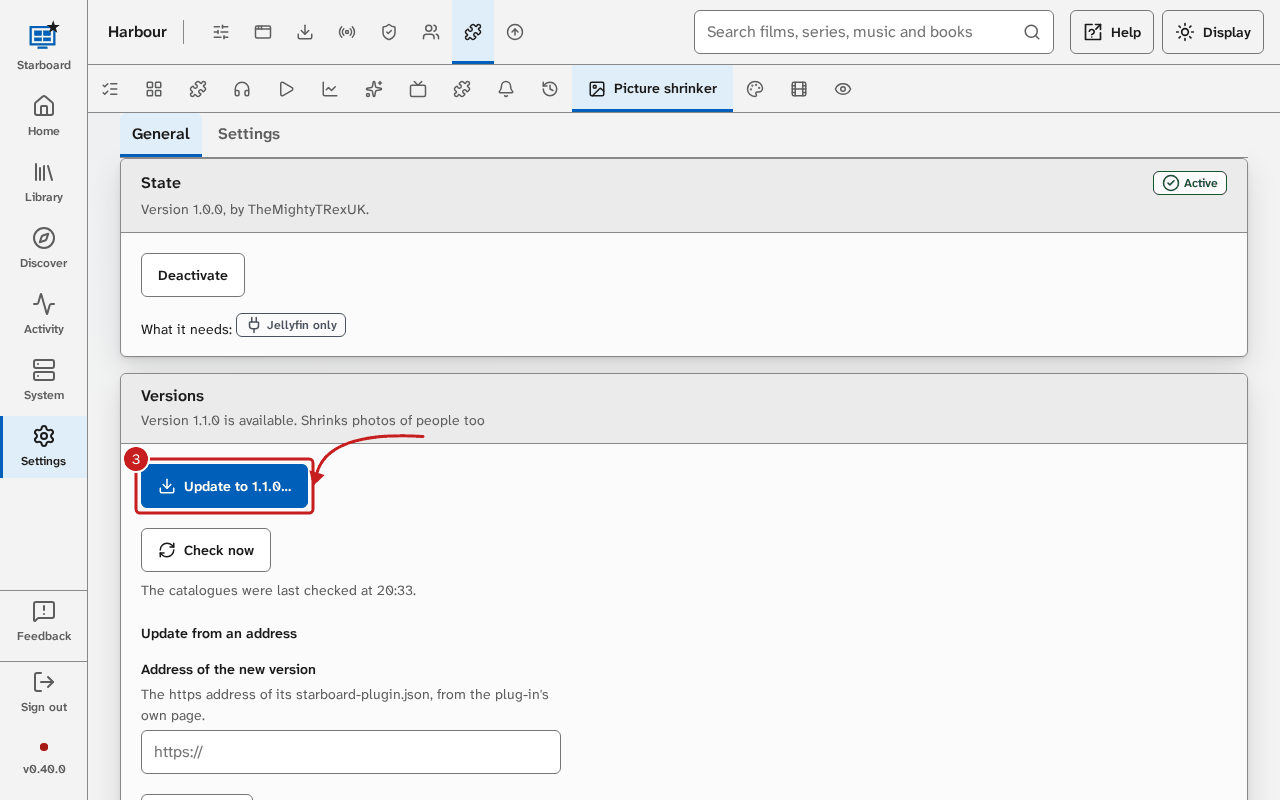 Starboard
Home
Library
Discover
Activity
System
Settings
Feedback
Sign out
v0.40.0
Harbour
Search films, series, music and books
Help
Display
Picture shrinker
General
Settings
State
Active
Version 1.0.0, by TheMightyTRexUK.
Deactivate
What it needs: Jellyfin only
Versions
Version 1.1.0 is available. Shrinks photos of people too
3
Update to 1.1.0...
Check now
The catalogues were last checked at 20:33.
Update from an address
Address of the new version
The https address of its starboard-plugin.json, from the plug-in's
own page.
https://